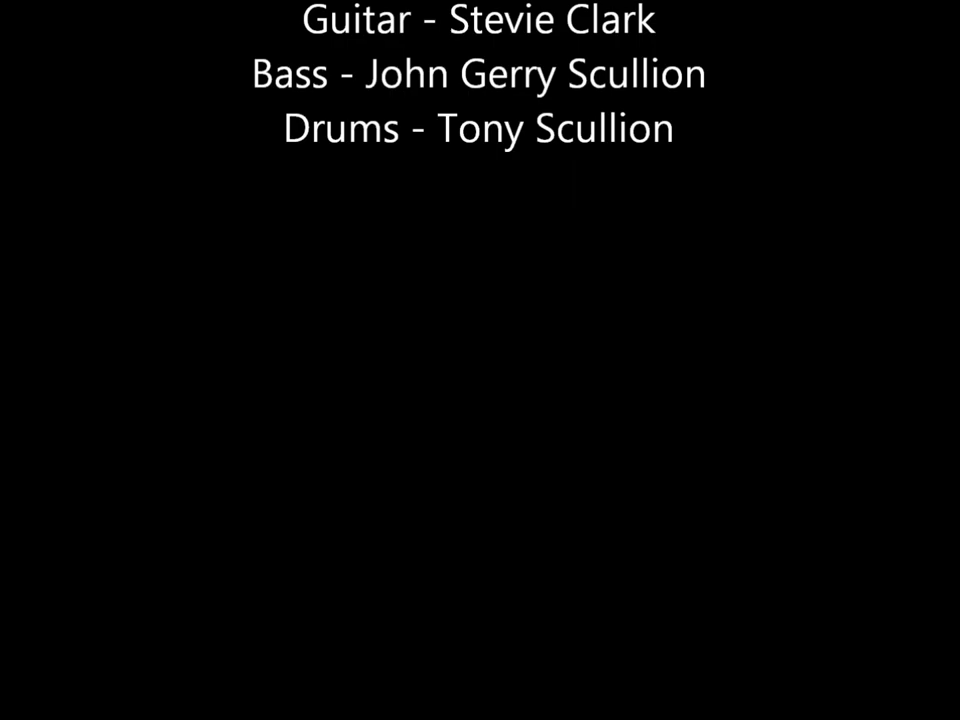 Guitar - Stevie Clark
Bass - John Gerry Scullion
Drums - Tony Scullion